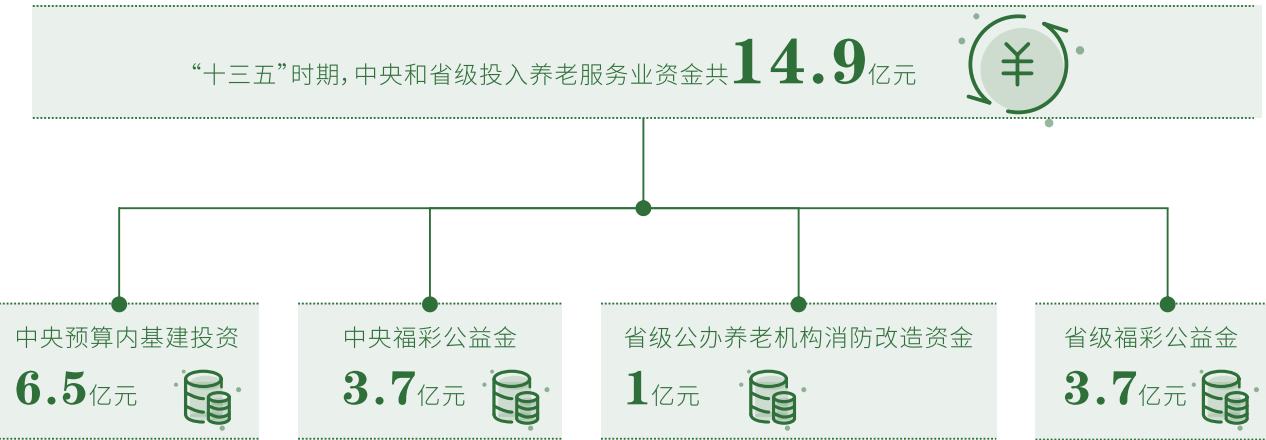 “十三五”时期，中央和省级投入养老服务业资金共14.9亿元
¥
中央预算内基建投资
6.5亿元
中央福彩公益金
3.7亿元
省级公办养老机构消防改造资金
1亿元
省级福彩公益金
3.7亿元